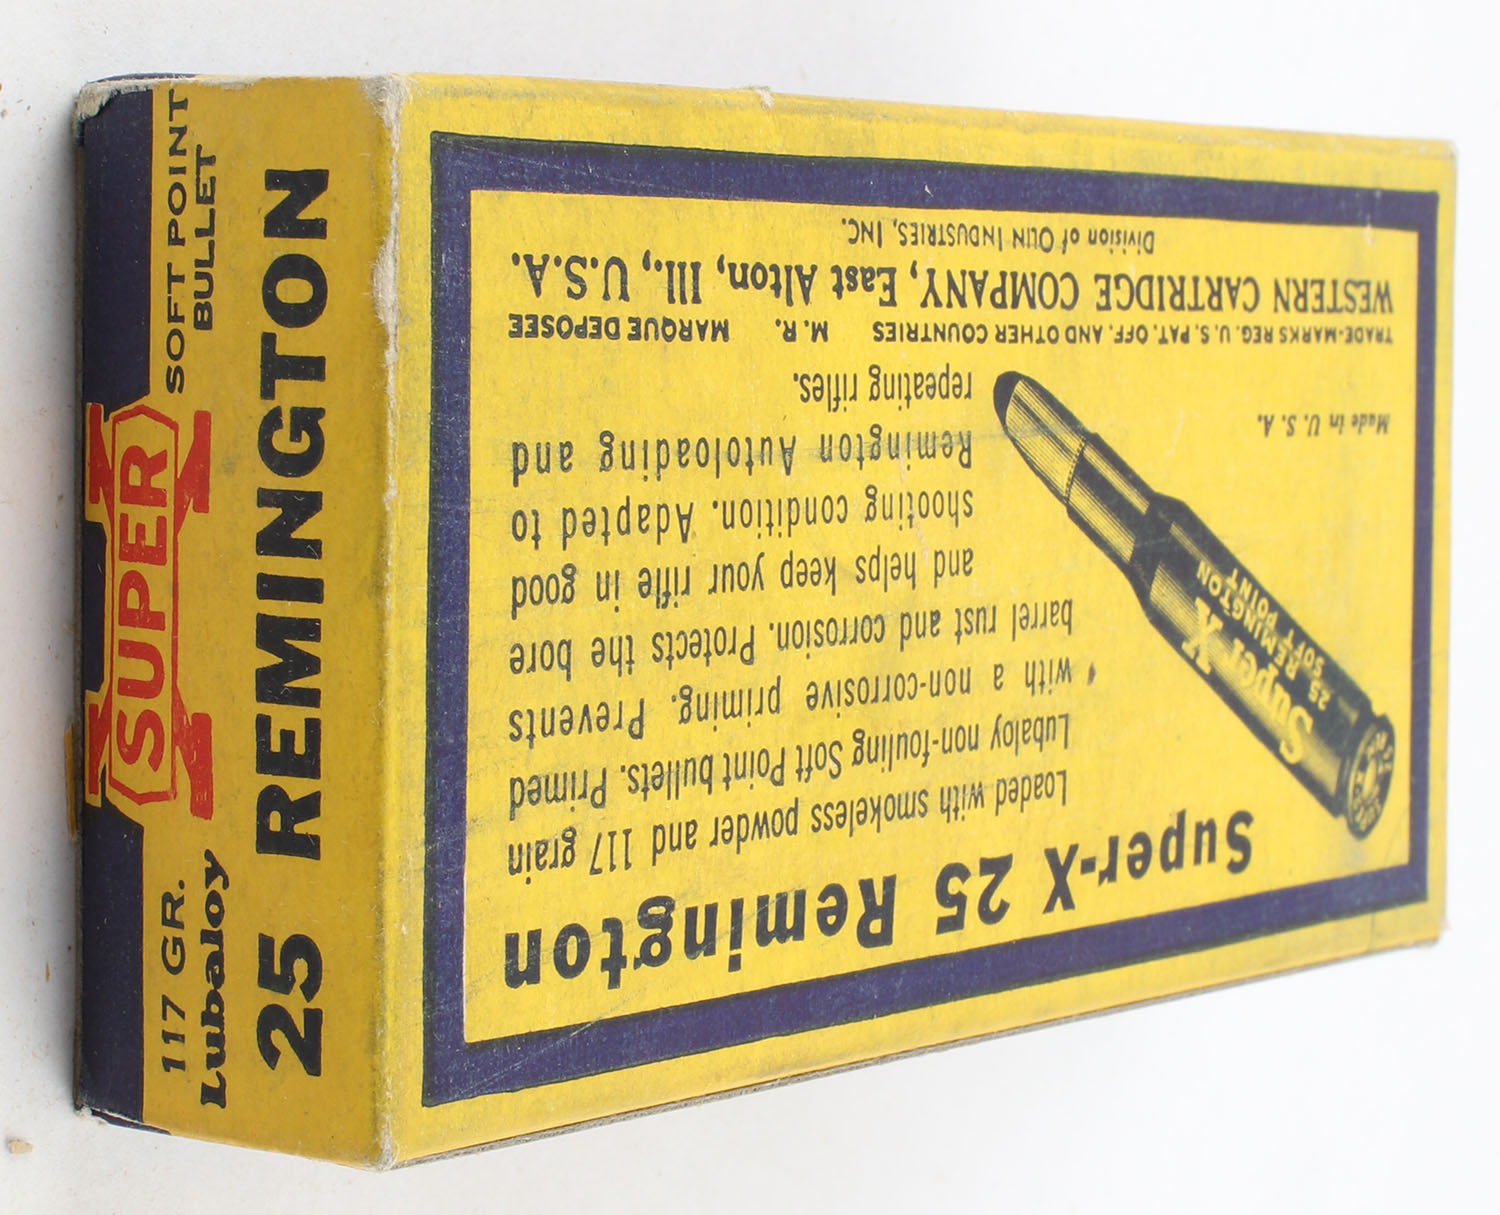 117 GR.
Lubaloy
SUPER
X
SOFT POINT
BULLET
25 REMINGTON
Super-X 25 Remington
Loaded with smokeless powder and 117 grain
Lubaloy non-fouling Soft Point bullets. Primed
with a non-corrosive priming. Prevents
barrel rust and corrosion. Protects the bore
and helps keep your rifle in good
shooting condition. Adapted to
Remington Autoloading and
repeating rifles.
Super X
25 REMINGTON
SOFT POINT
Made in U. S. A.
TRADE-MARKS REG. U. S. PAT. OFF. AND OTHER COUNTRIES M. R. MARQUE DEPOSEE
WESTERN CARTRIDGE COMPANY, East Alton, Ill., U.S.A.
Division of OLIN INDUSTRIES, INC.